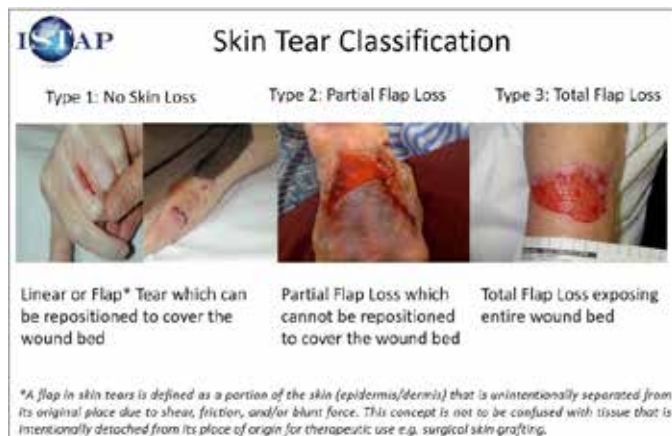 ISTAP
Skin Tear Classification
Type 1: No Skin Loss
Type 2: Partial Flap Loss
Type 3: Total Flap Loss
Linear or Flap* Tear which can
be repositioned to cover the
wound bed
Partial Flap Loss which
cannot be repositioned
to cover the wound bed
Total Flap Loss exposing
entire wound bed
*A flap in skin tears is defined as a portion of the skin (epidermis/dermis) that is unintentionally separated from
its original place due to shear, friction, and/or blunt force. This concept is not to be confused with tissue that is
intentionally detached from its place of origin for therapeutic use e.g. surgical skin grafting.